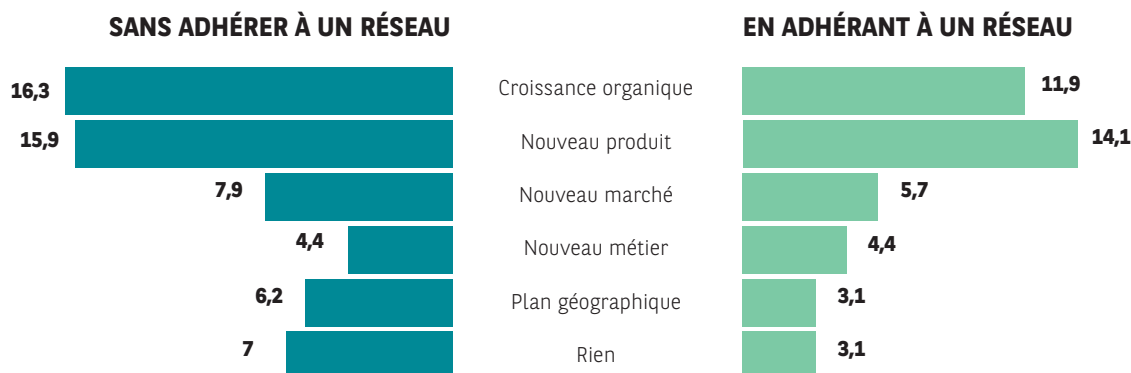 SANS ADHÉRER À UN RÉSEAU
EN ADHÉRANT À UN RÉSEAU
16,3
Croissance organique
11,9
15,9
Nouveau produit
14,1
7,9
Nouveau marché
5,7
4,4
Nouveau métier
4,4
6,2
Plan géographique
3,1
7
Rien
3,1